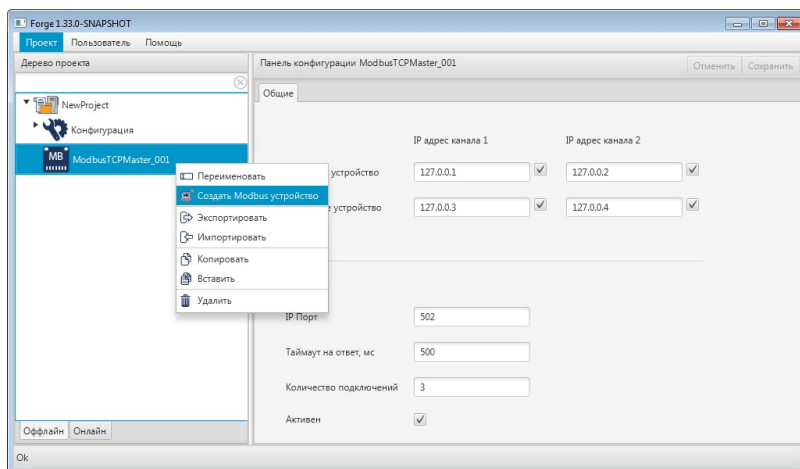 Forge 1.33.0-SNAPSHOT
Проект Пользователь Помощь
Дерево проекта
Панель конфигурации ModbusTCPMaster_001
Отменить Сохранить
Общие
NewProject
Конфигурация
MB ModbusTCPMaster_001
IP адрес канала 1 IP адрес канала 2
устройство 127.0.0.1 127.0.0.2
устройство 127.0.0.3 127.0.0.4
Переименовать
Создать Modbus устройство
Экспортировать
Импортировать
Копировать
Вставить
Удалить
IP Порт 502
Таймаут на ответ, мс 500
Количество подключений 3
Активен
Оффлайн Онлайн
Ok